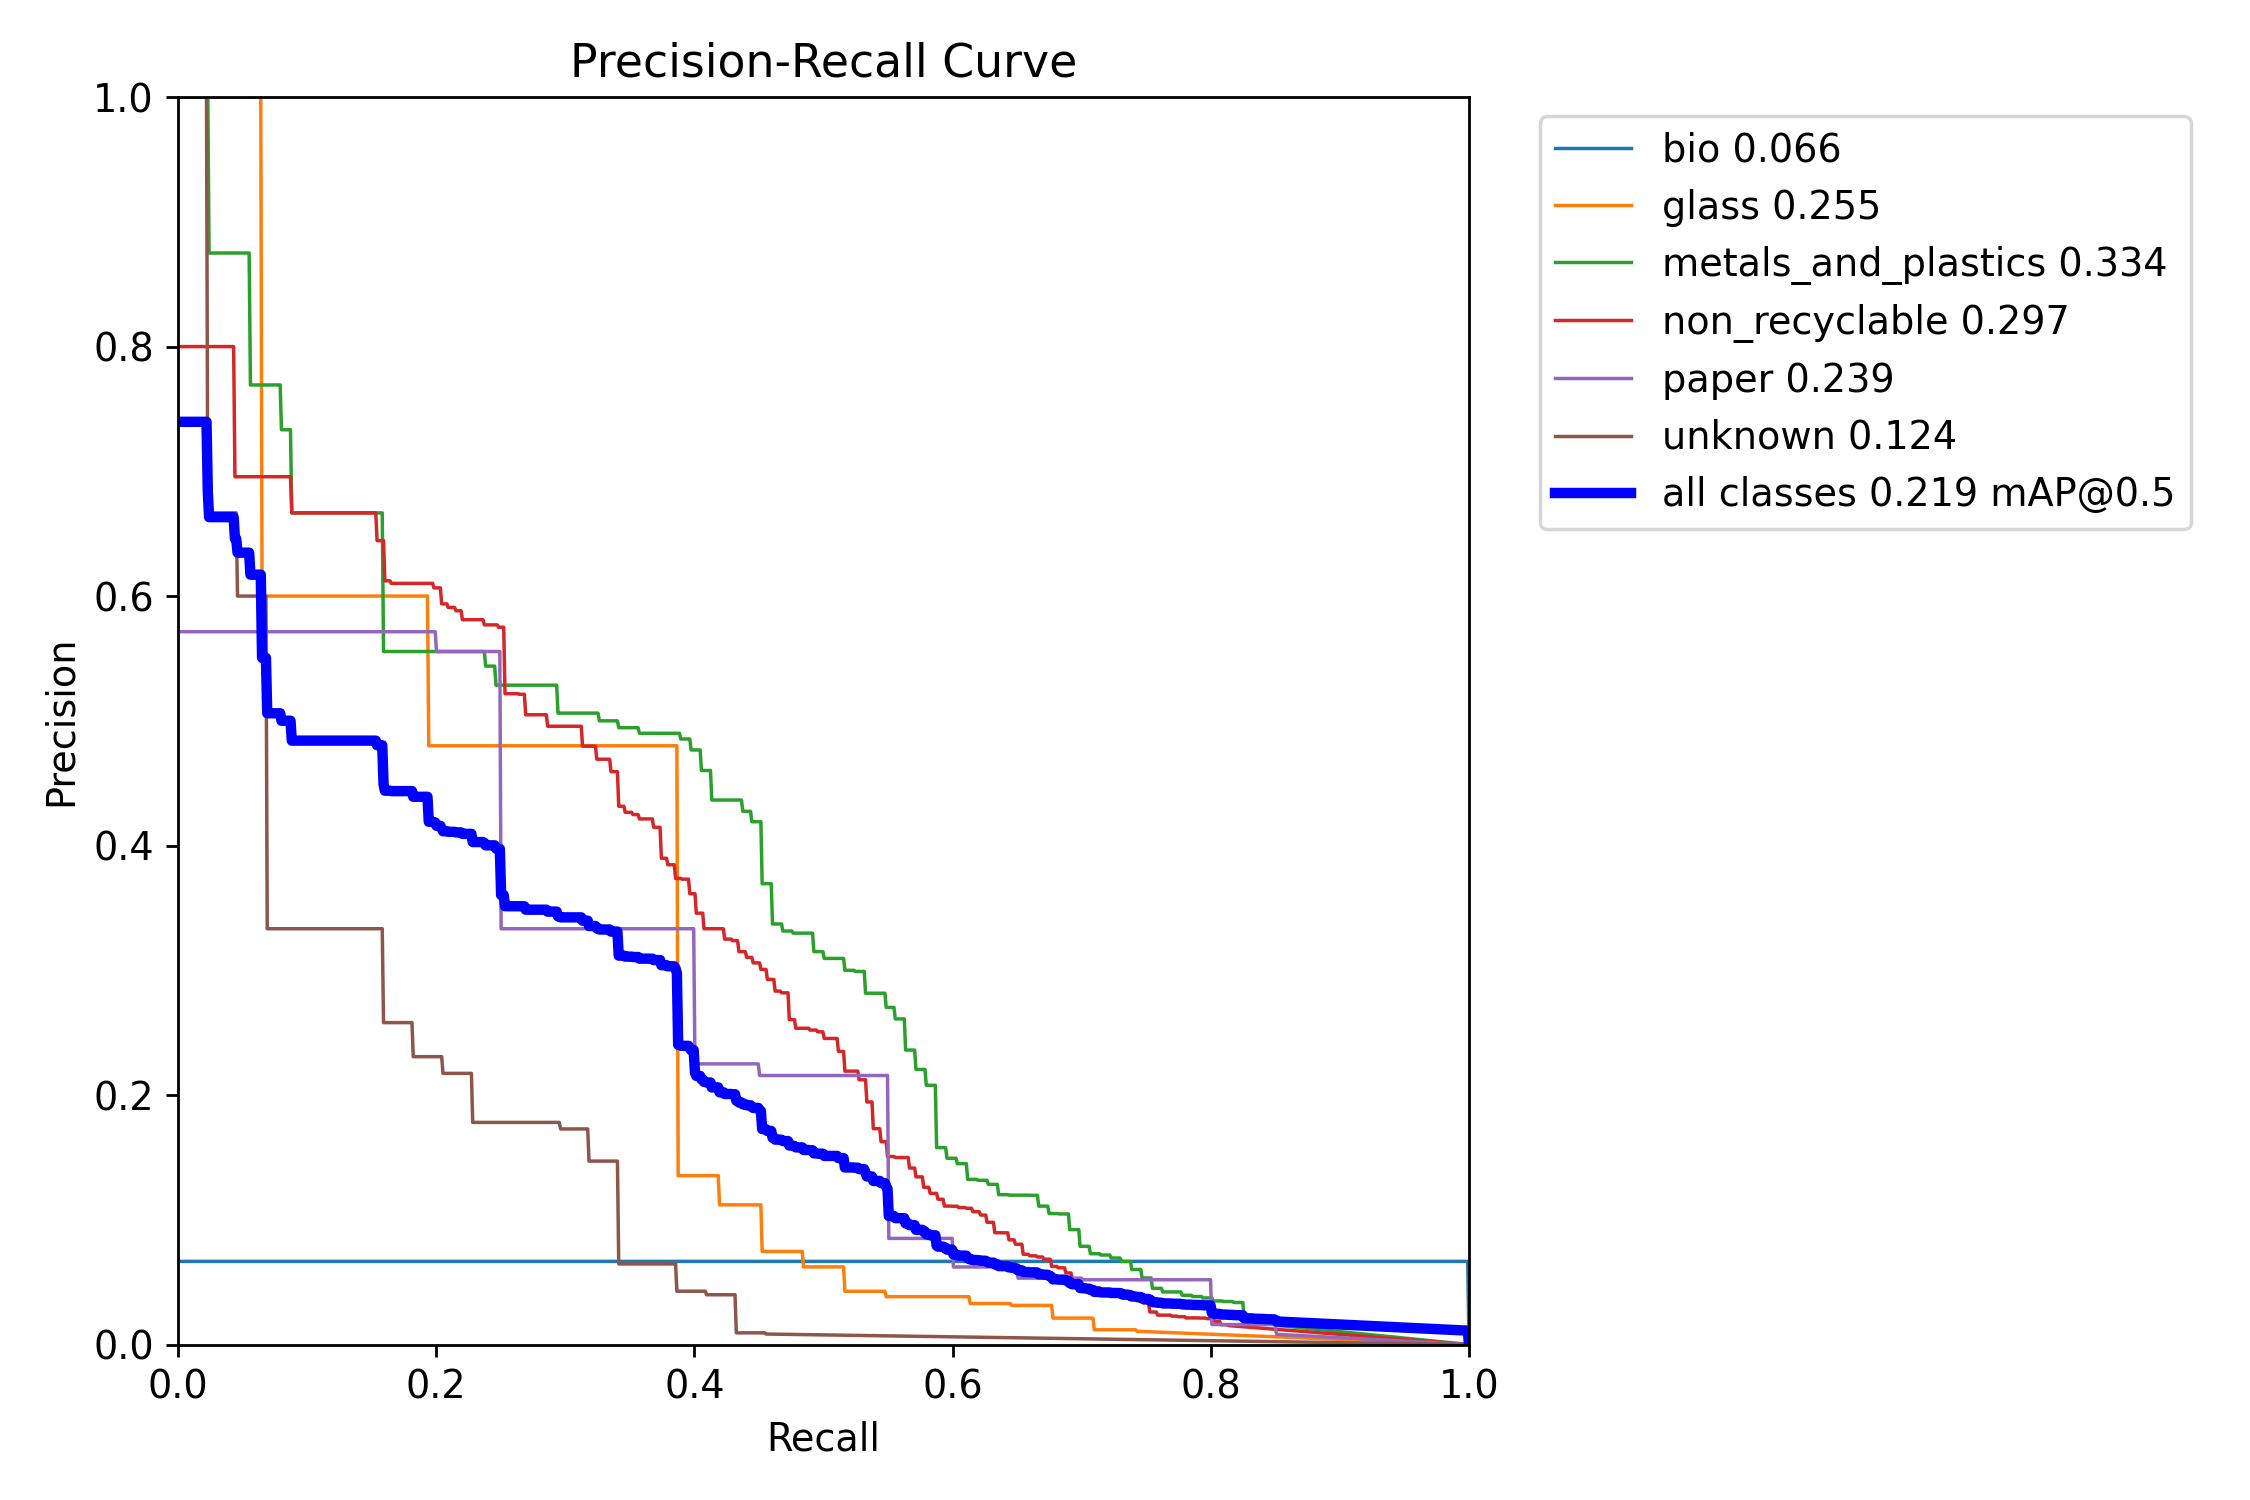 Precision-Recall Curve
1.0
0.8
0.6
0.4
0.2
0.0
Precision
0.0 0.2 0.4 0.6 0.8 1.0
Recall
bio 0.066
glass 0.255
metals_and_plastics 0.334
non_recyclable 0.297
paper 0.239
unknown 0.124
all classes 0.219 mAP@0.5